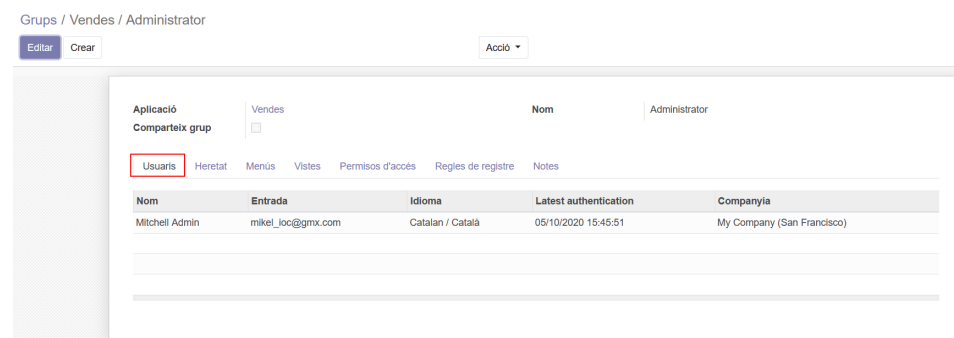 Grups / Vendes / Administrator
Editar Crear Acció
Aplicació Vendes Nom Administrator
Comparteix grup
Usuaris Heretat Menús Vistes Permisos d'accés Regles de registre Notes
Nom Entrada Idioma Latest authentication Companyia
Mitchell Admin mikel_ioc@gmx.com Catalan / Català 05/10/2020 15:45:51 My Company (San Francisco)